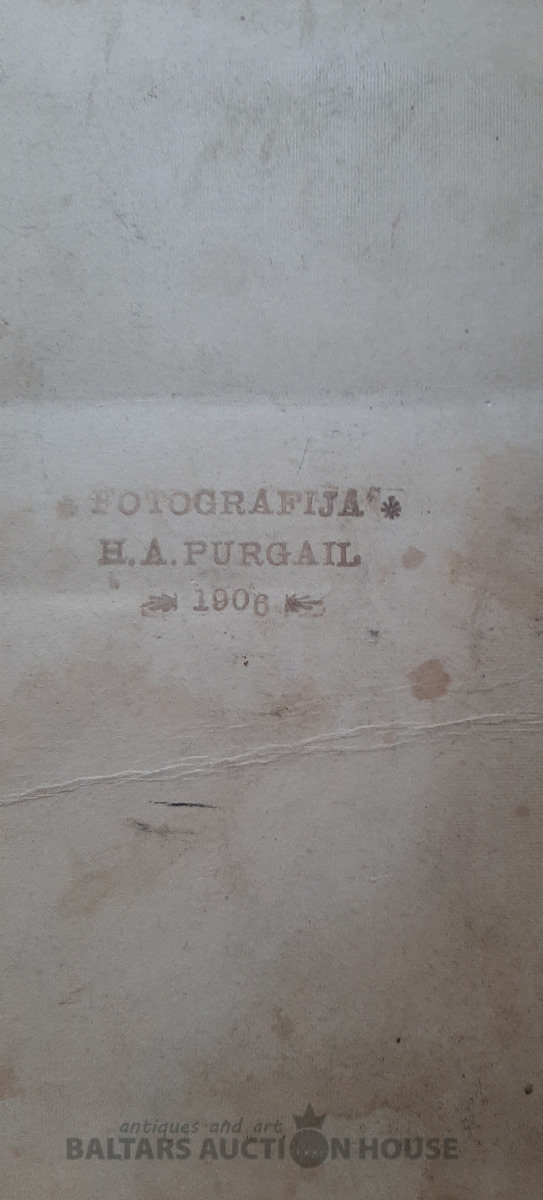 * FOTOGRAFIJA *
H. A. PURGAIL
1906
antiques and art
BALTARS AUCTION HOUSE